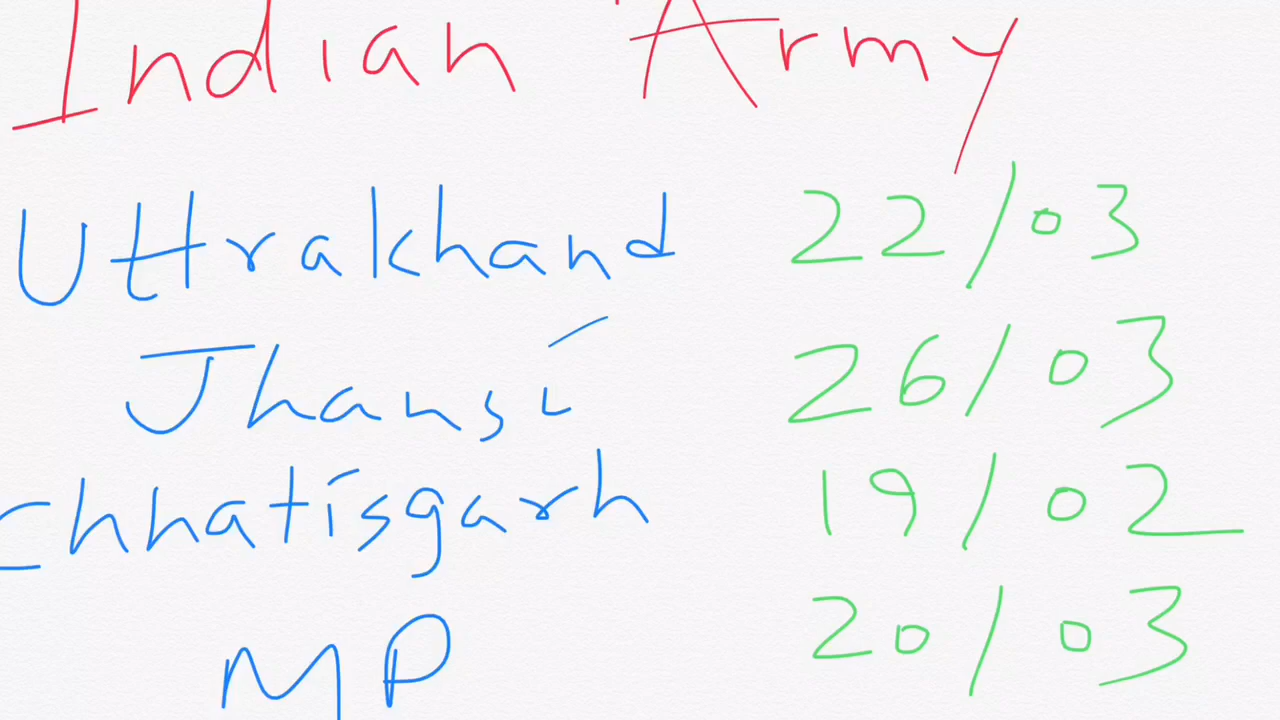 Indian Army
Uttrakhand 22/03
Jhansi 26/03
Chhatisgarh 19/02
MP 20/03